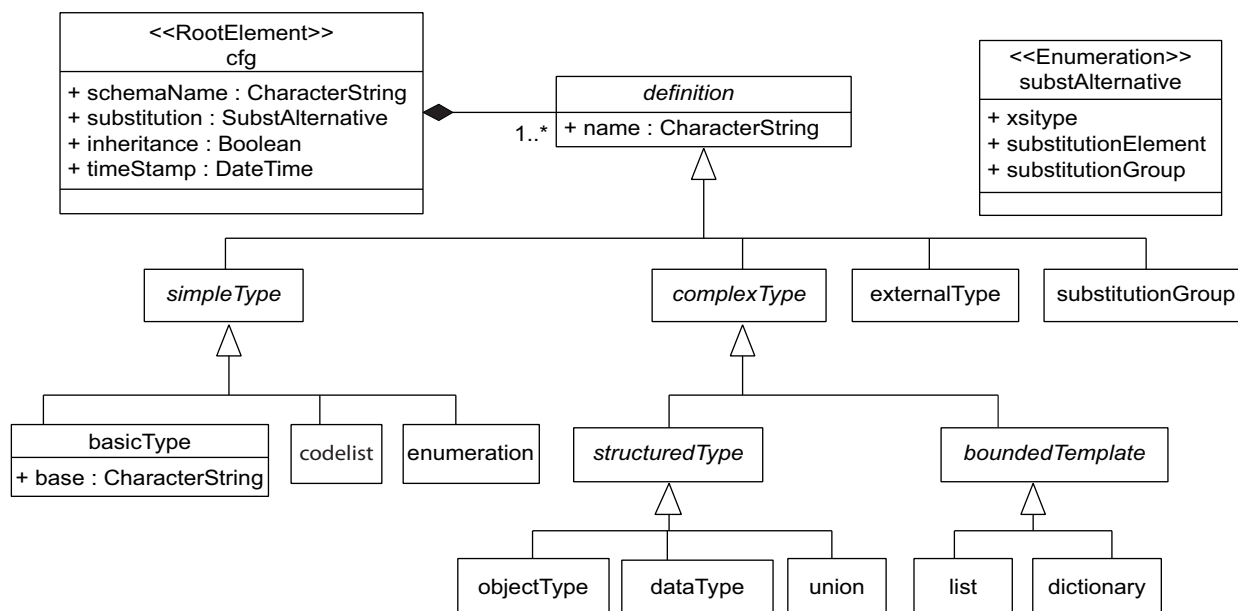 <<RootElement>>
cfg
+ schemaName : CharacterString
+ substitution : SubstAlternative
+ inheritance : Boolean
+ timeStamp : DateTime
1..*
definition
+ name : CharacterString
<<Enumeration>>
substAlternative
+ xsitype
+ substitutionElement
+ substitutionGroup
simpleType
complexType
externalType
substitutionGroup
basicType
+ base : CharacterString
codelist
enumeration
structuredType
boundedTemplate
objectType
dataType
union
list
dictionary